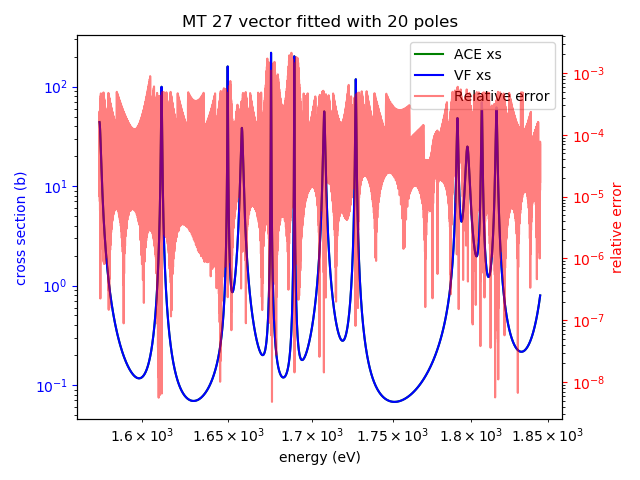 MT 27 vector fitted with 20 poles
ACE xs
VF xs
Relative error
cross section (b)
10²
10¹
10⁰
10⁻¹
relative error
10⁻³
10⁻⁴
10⁻⁵
10⁻⁶
10⁻⁷
10⁻⁸
1.6 × 10³ 1.65 × 10³ 1.7 × 10³ 1.75 × 10³ 1.8 × 10³ 1.85 × 10³
energy (eV)